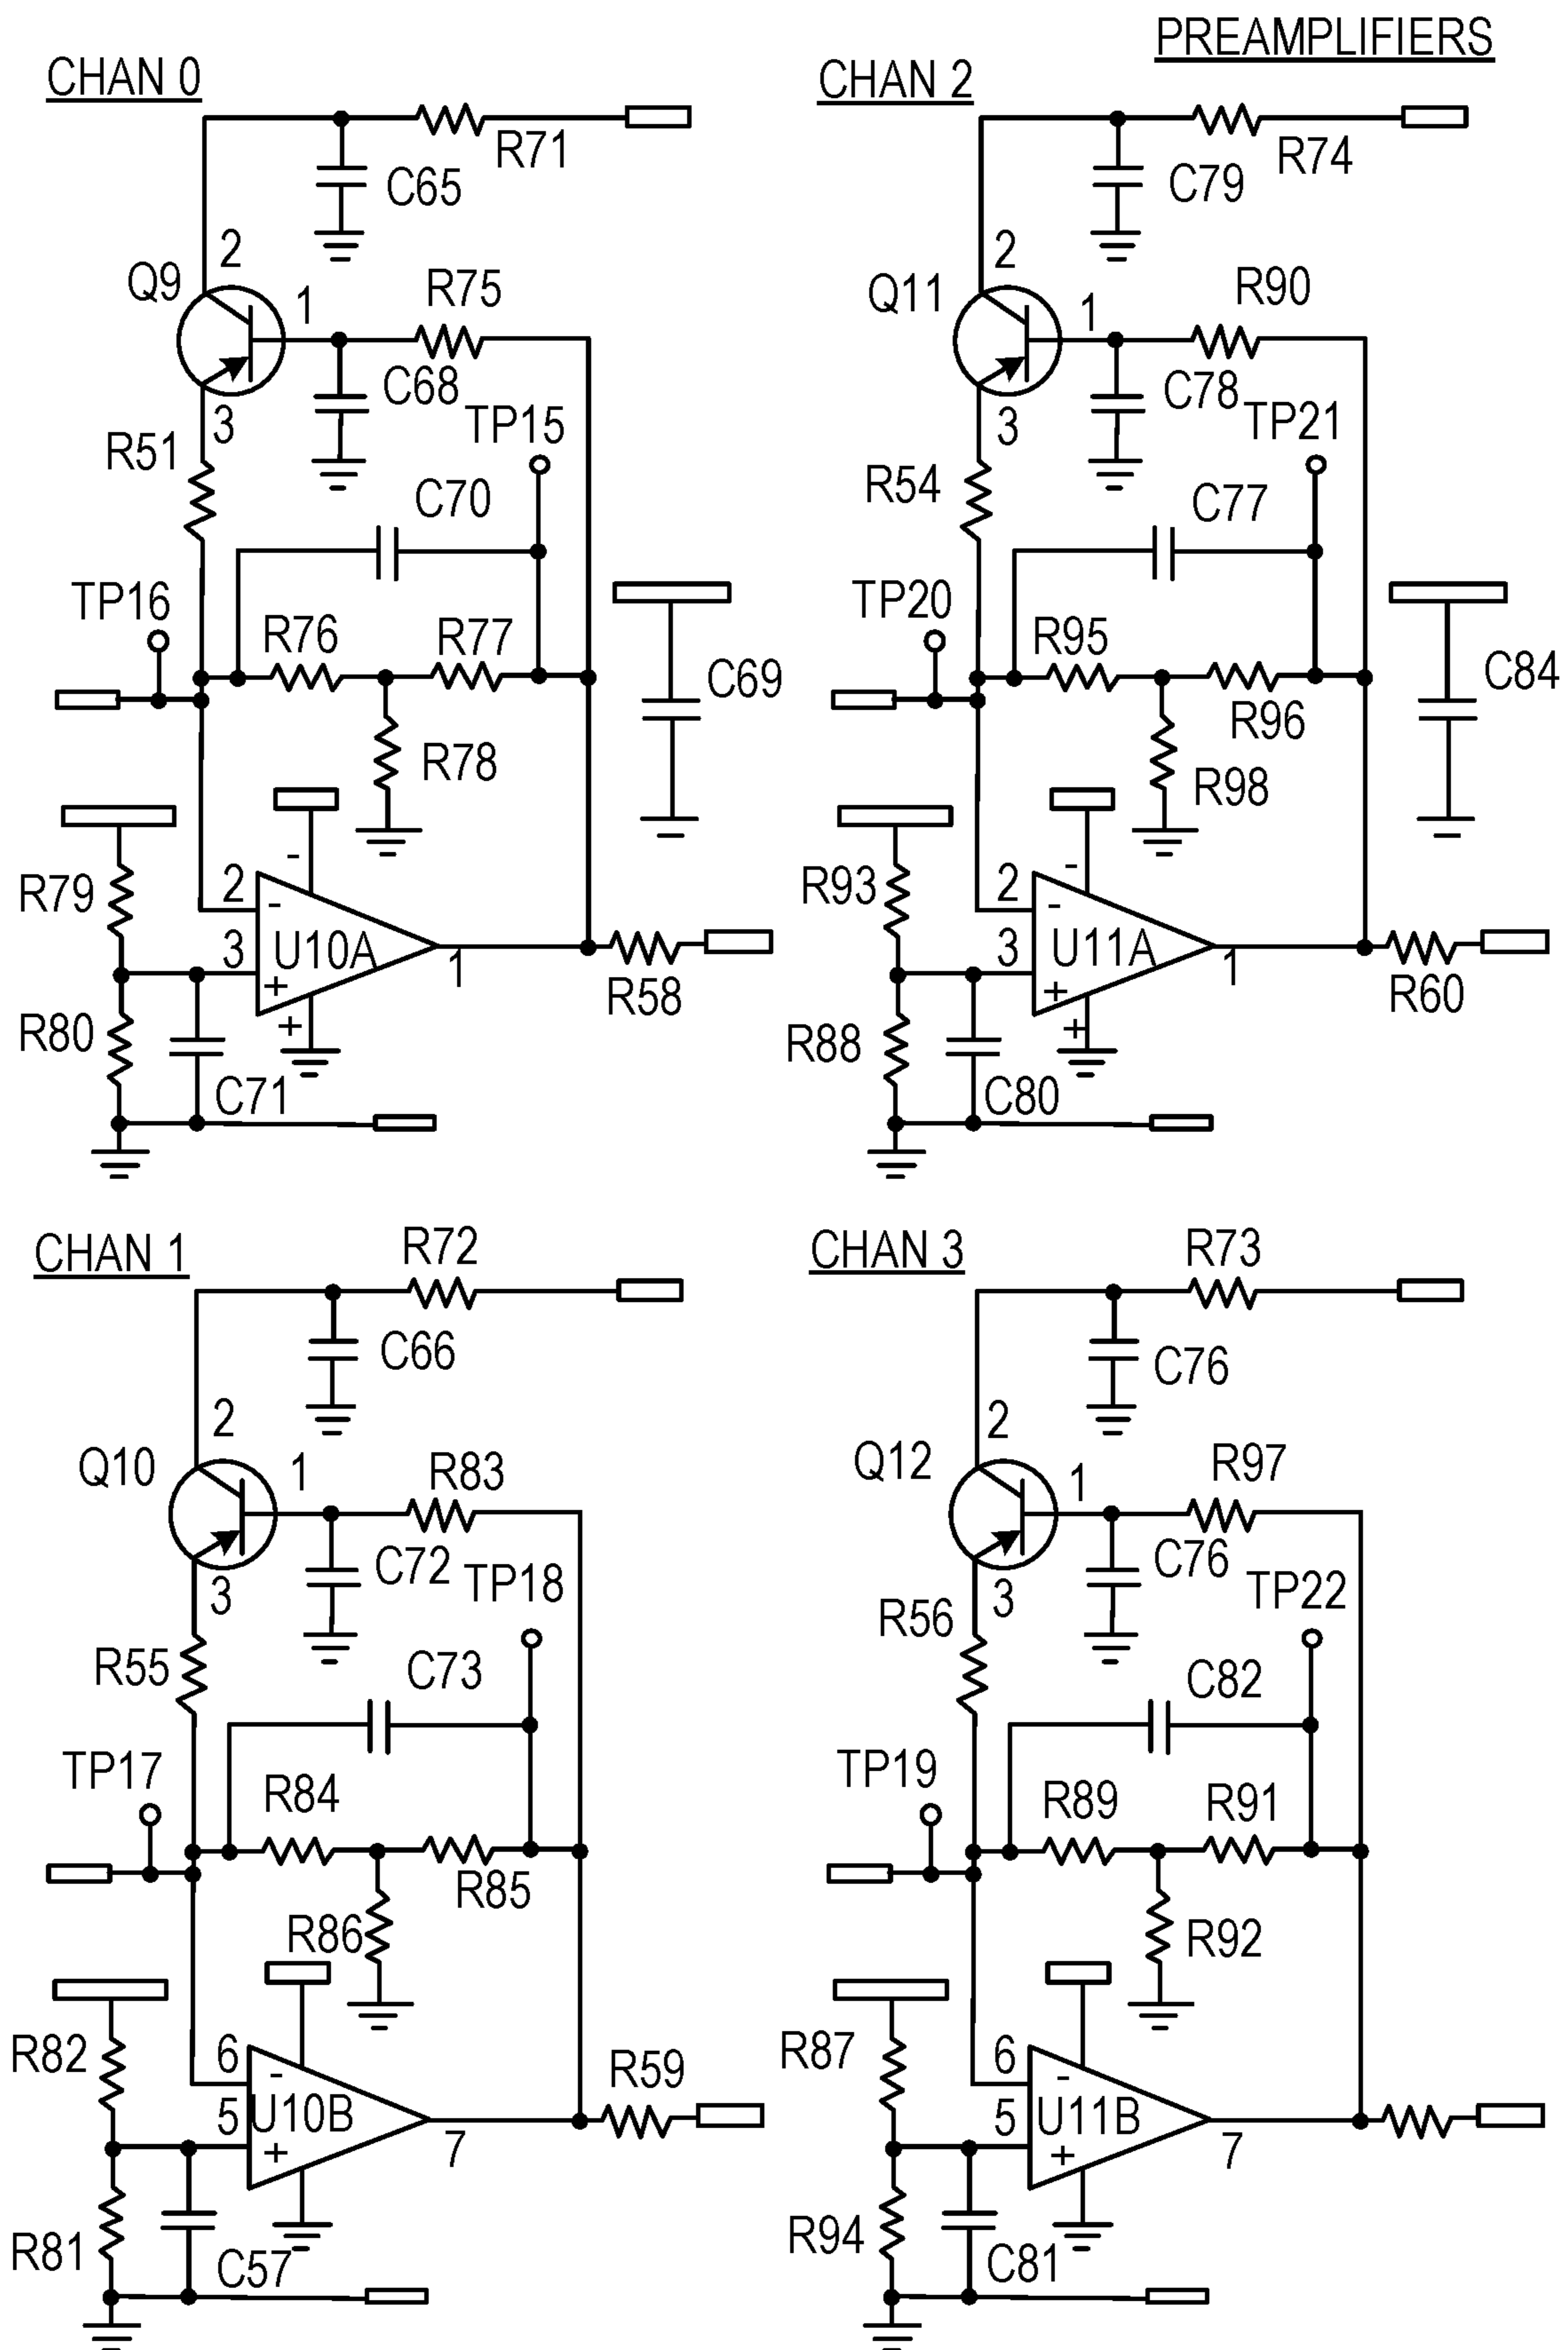 PREAMPLIFIERS
CHAN 0
R71
C65
2
Q9
1
R75
C68
3
TP15
R51
C70
TP16
R76
R77
C69
R78
-
R79
2
-
3
U10A
1
+
R58
R80
+
C71
CHAN 2
R74
C79
2
Q11
1
R90
C78
3
TP21
R54
C77
TP20
R95
C84
R96
R98
-
R93
2
-
3
U11A
1
+
R60
R88
+
C80
CHAN 1
R72
C66
2
Q10
1
R83
C72
TP18
3
R55
C73
TP17
R84
R85
R86
R82
6
-
R59
5
U10B
+
7
R81
C57
CHAN 3
R73
C76
2
Q12
1
R97
C76
TP22
3
R56
C82
TP19
R89
R91
R92
R87
6
-
5
U11B
+
7
R94
C81